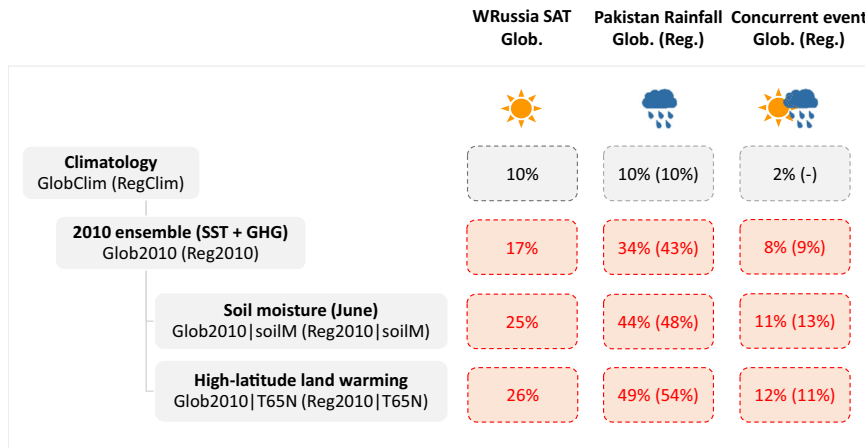 WRussia SAT Pakistan Rainfall Concurrent event
Glob. Glob. (Reg.) Glob. (Reg.)
Climatology
GlobClim (RegClim)
10% 10% (10%) 2% (-)
2010 ensemble (SST + GHG)
Glob2010 (Reg2010)
17% 34% (43%) 8% (9%)
Soil moisture (June)
Glob2010|soilM (Reg2010|soilM)
25% 44% (48%) 11% (13%)
High-latitude land warming
Glob2010|T65N (Reg2010|T65N)
26% 49% (54%) 12% (11%)